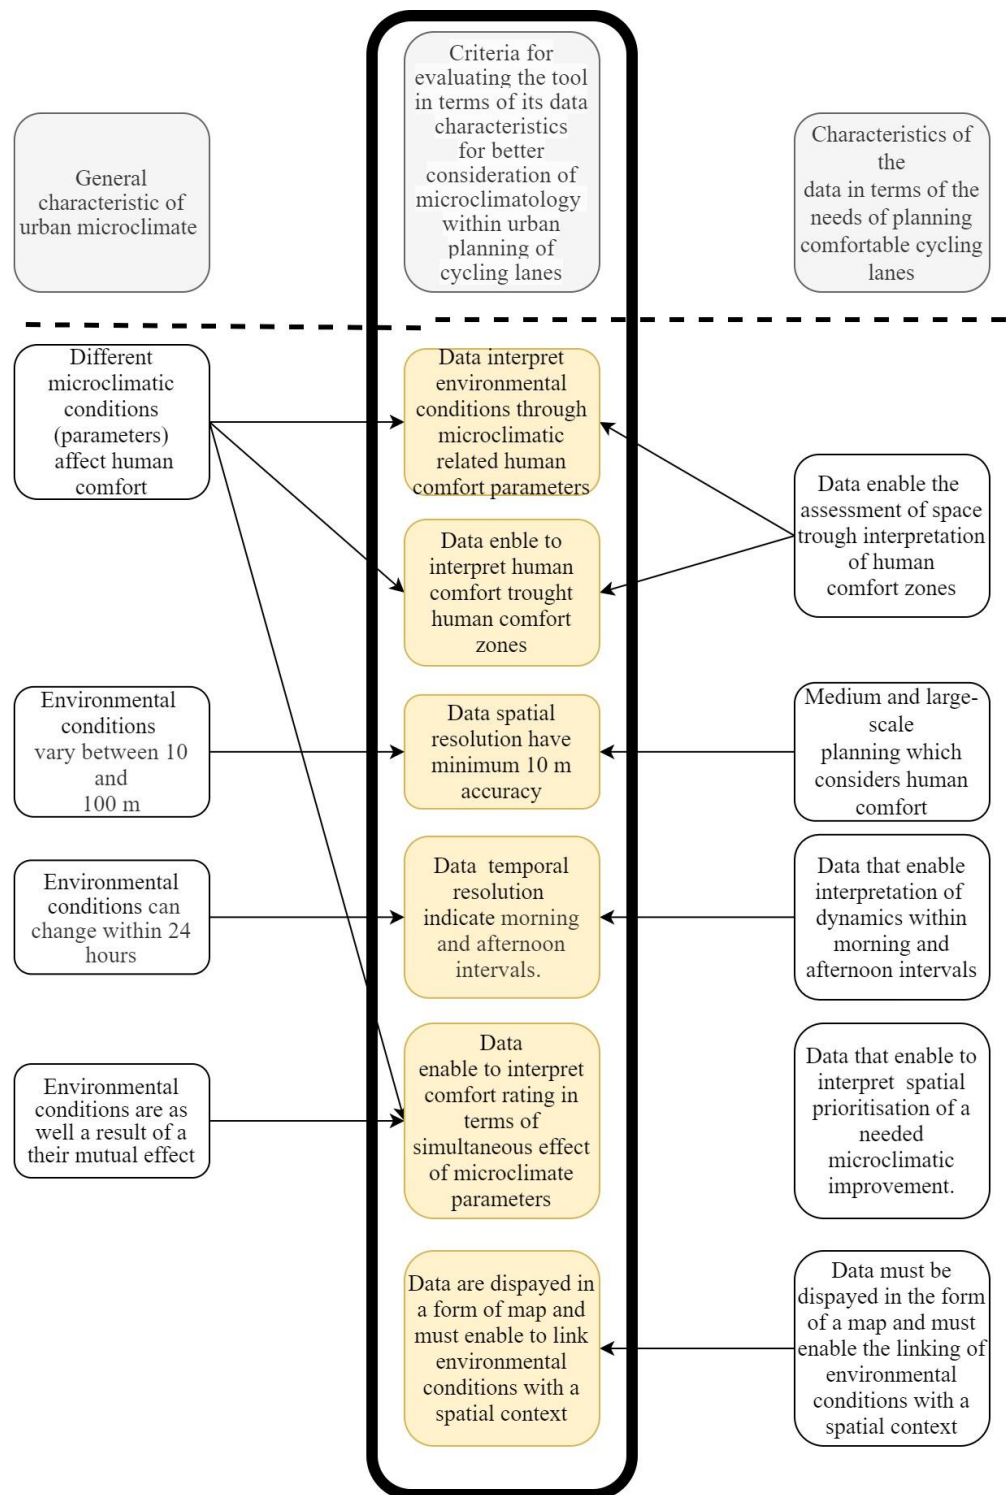 General
characteristic of
urban microclimate
Criteria for
evaluating the tool
in terms of its data
characteristics
for better
consideration of
microclimatology
within urban
planning of
cycling lanes
Characteristics of
the
data in terms of the
needs of planning
comfortable cycling
lanes
Different
microclimatic
conditions
(parameters)
affect human
comfort
Data interpret
environmental
conditions through
microclimatic
related human
comfort parameters
Data enable the
assessment of space
trough interpretation
of human
comfort zones
Data enble to
interpret human
comfort trought
human comfort
zones
Environmental
conditions
vary between 10
and
100 m
Data spatial
resolution have
minimum 10 m
accuracy
Medium and large-
scale
planning which
considers human
comfort
Environmental
conditions can
change within 24
hours
Data temporal
resolution
indicate morning
and afternoon
intervals.
Data that enable
interpretation of
dynamics within
morning and
afternoon intervals
Environmental
conditions are as
well a result of a
their mutual effect
Data
enable to interpret
comfort rating in
terms of
simultaneous effect
of microclimate
parameters
Data that enable to
interpret spatial
prioritisation of a
needed
microclimatic
improvement.
Data are dispayed in
a form of map and
must enable to link
environmental
conditions with a
spatial context
Data must be
dispayed in the form
of a map and must
enable the linking of
environmental
conditions with a
spatial context